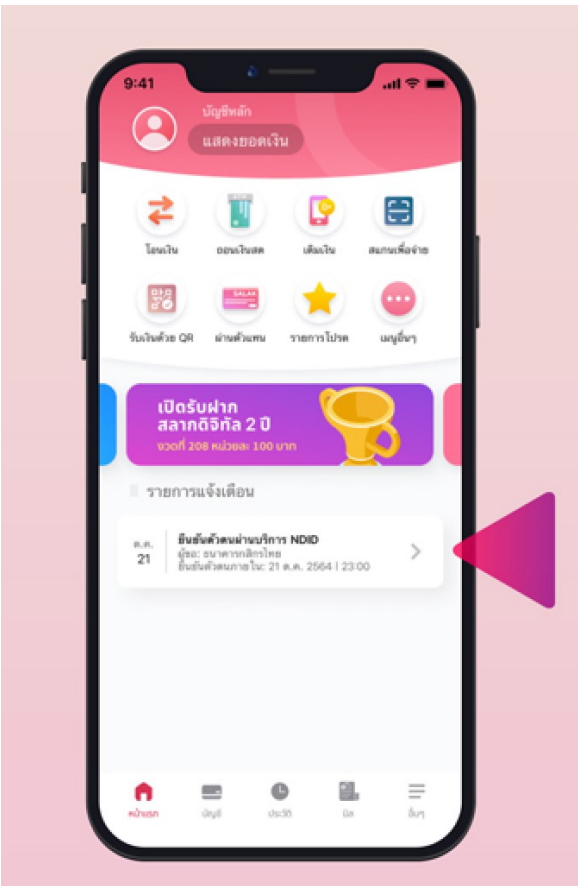 9:41
บัญชีหลัก
แสดงยอดเงิน
โอนเงิน
ถอนเงินสด
เติมเงิน
สแกนเพื่อจ่าย
SALAK
รับเงินด้วย QR
ฝากตัวแทน
รายการโปรด
เมนูอื่นๆ
เปิดรับฝาก
สลากดิจิทัล 2 ปี
งวดที่ 208 หน่วยละ 100 บาท
รายการแจ้งเตือน
ต.ค.
21
ยืนยันตัวตนผ่านบริการ NDID
ผู้ขอ: ธนาคารกสิกรไทย
ยืนยันตัวตนภายใน: 21 ต.ค. 2564 | 23:00
หน้าแรก
บัญชี
ประวัติ
บิล
อื่นๆ